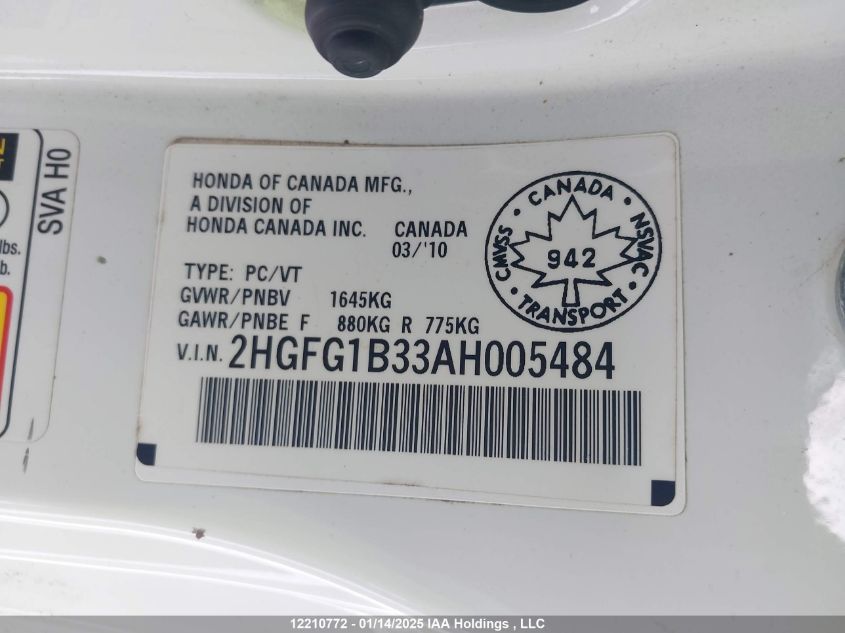 HONDA OF CANADA MFG.,
A DIVISION OF
HONDA CANADA INC. CANADA
03/'10
TYPE: PC/VT
GVWR/PNBV 1645KG
GAWR/PNBE F 880KG R 775KG
V.I.N. 2HGFG1B33AH005484
CANADA
CMVSS
942
NSVAC
TRANSPORT
SVA H0
lbs.
b.
12210772 - 01/14/2025 IAA Holdings , LLC